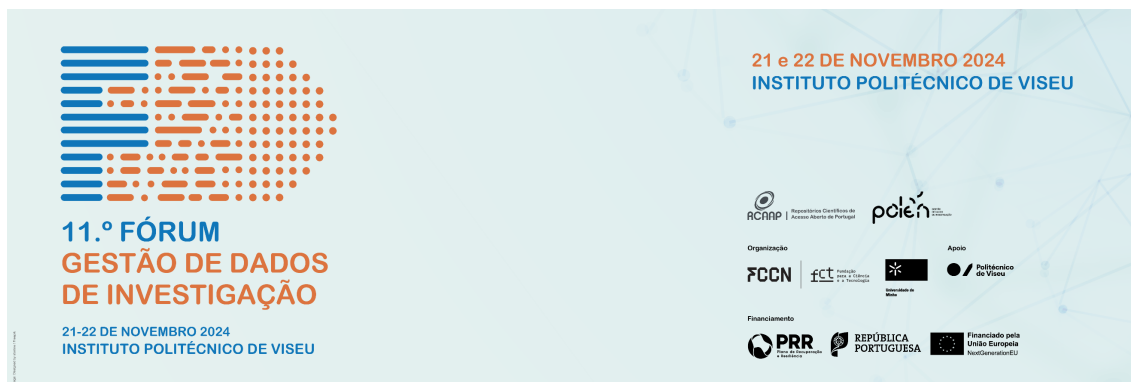 11.º FÓRUM
GESTÃO DE DADOS
DE INVESTIGAÇÃO
21-22 DE NOVEMBRO 2024
INSTITUTO POLITÉCNICO DE VISEU
21 e 22 DE NOVEMBRO 2024
INSTITUTO POLITÉCNICO DE VISEU
RCAAP
Repositórios Científicos de
Acesso Aberto de Portugal
pólen
Organização
Apoio
FCCN
fct
Fundação
para a Ciência
e a Tecnologia
Universidade do
Minho
Politécnico
de Viseu
Financiamento
PRR
Plano de Recuperação
e Resiliência
REPÚBLICA
PORTUGUESA
Financiado pela
União Europeia
NextGenerationEU